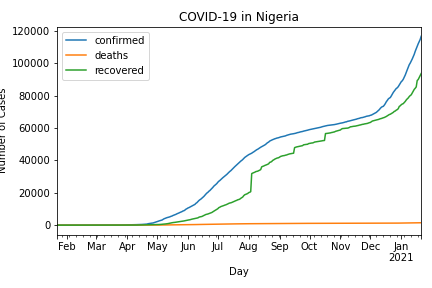 COVID-19 in Nigeria
120000
100000
80000
60000
40000
20000
0
Number of Cases
confirmed
deaths
recovered
Feb Mar Apr May Jun Jul Aug Sep Oct Nov Dec Jan
2021
Day